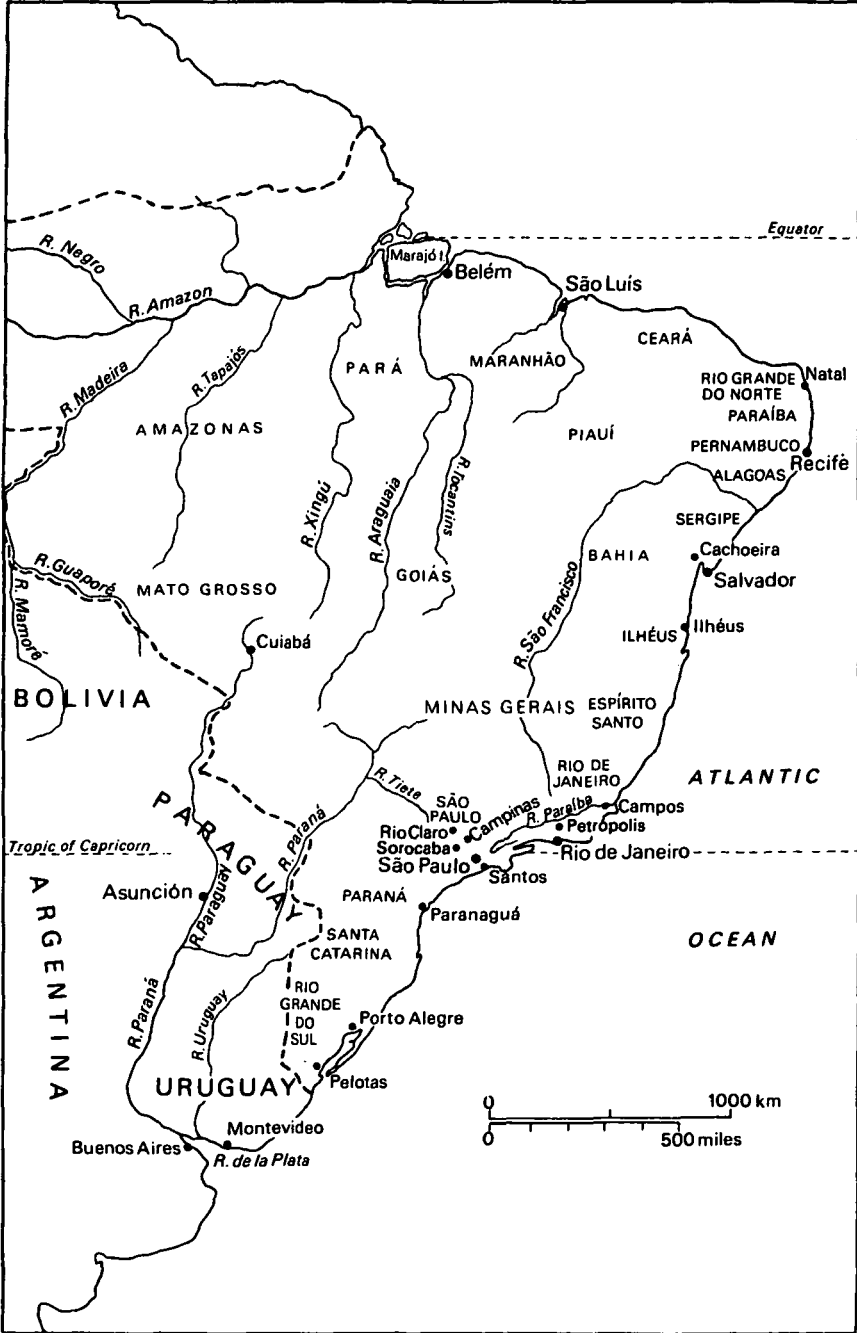 Equator
R. Negro
Marajó I.
Belém
R. Amazon
São Luís
CEARÁ
MARANHÃO
PARÁ
R. Tapajós
R. Madeira
RIO GRANDE
DO NORTE
Natal
PARAÍBA
AMAZONAS
PIAUÍ
PERNAMBUCO
Recife
ALAGOAS
R. Tocantins
R. Xingú
R. Araguaia
SERGIPE
BAHIA
Cachoeira
Salvador
GOIÁS
R. Guaporé
MATO GROSSO
R. Mamoré
R. São Francisco
ILHÉUS
Ilhéus
Cuiabá
BOLIVIA
MINAS GERAIS
ESPÍRITO
SANTO
RIO DE
JANEIRO
ATLANTIC
R. Tiete
SÃO
PAULO
Campinas
R. Paraíba
Campos
PARAGUAY
R. Paraná
Rio Claro
Petrópolis
Sorocaba
Tropic of Capricorn
São Paulo
Rio de Janeiro
Santos
Asunción
R. Paraguay
PARANÁ
Paranaguá
ARGENTINA
SANTA
CATARINA
OCEAN
R. Paraná
R. Uruguay
RIO
GRANDE
DO
SUL
Porto Alegre
URUGUAY
Pelotas
0 1000 km
0 500 miles
Montevideo
Buenos Aires
R. de la Plata